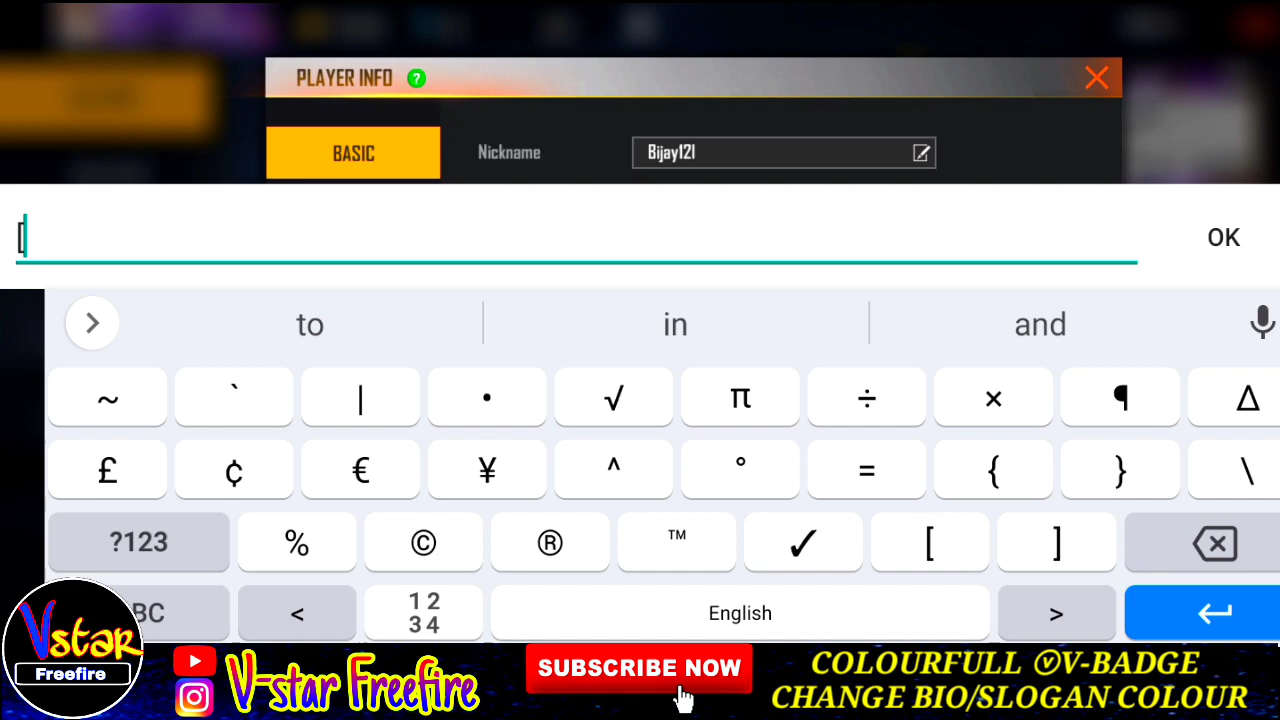 PLAYER INFO ?
BASIC
Nickname
Bijay121
[
OK
to in and
~ ` | • √ π ÷ × ¶ Δ
£ ¢ € ¥ ^ ° = { } \
?123 % © ® ™ ✓ [ ]
BC < 1 2 3 4 English >
Vstar
Freefire
V-star Freefire
SUBSCRIBE NOW
COLOURFULL ⓥV-BADGE
CHANGE BIO/SLOGAN COLOUR